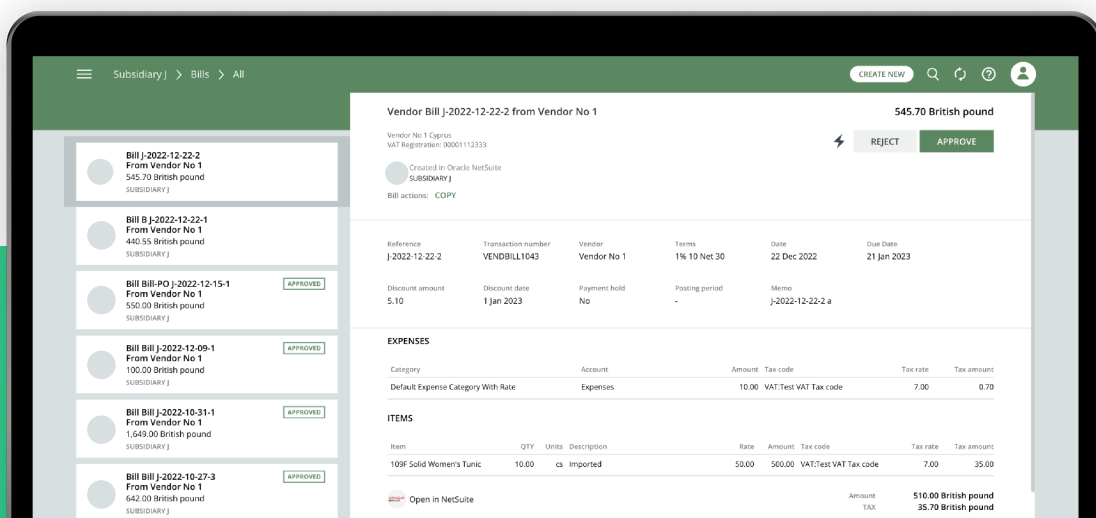 Subsidiary J > Bills > All
CREATE NEW
Bill J-2022-12-22-2
From Vendor No 1
545.70 British pound
SUBSIDIARY J
Bill B J-2022-12-22-1
From Vendor No 1
440.55 British pound
SUBSIDIARY J
Bill Bill-PO J-2022-12-15-1
APPROVED
From Vendor No 1
550.00 British pound
SUBSIDIARY J
Bill Bill J-2022-12-09-1
APPROVED
From Vendor No 1
100.00 British pound
SUBSIDIARY J
Bill Bill J-2022-10-31-1
APPROVED
From Vendor No 1
1,649.00 British pound
SUBSIDIARY J
Bill Bill J-2022-10-27-3
APPROVED
From Vendor No 1
642.00 British pound
SUBSIDIARY J
Vendor Bill J-2022-12-22-2 from Vendor No 1
545.70 British pound
Vendor No 1 Cyprus
VAT Registration: 00001112333
REJECT
APPROVE
Created in Oracle NetSuite
SUBSIDIARY J
Bill actions: COPY
Reference Transaction number Vendor Terms Date Due Date
J-2022-12-22-2 VENDBILL1043 Vendor No 1 1% 10 Net 30 22 Dec 2022 21 Jan 2023
Discount amount Discount date Payment hold Posting period Memo
5.10 1 Jan 2023 No - J-2022-12-22-2 a
EXPENSES
Category Account Amount Tax code Tax rate Tax amount
Default Expense Category With Rate Expenses 10.00 VAT:Test VAT Tax code 7.00 0.70
ITEMS
Item QTY Units Description Rate Amount Tax code Tax rate Tax amount
109F Solid Women's Tunic 10.00 cs Imported 50.00 500.00 VAT:Test VAT Tax code 7.00 35.00
Open in NetSuite
Amount 510.00 British pound
TAX 35.70 British pound